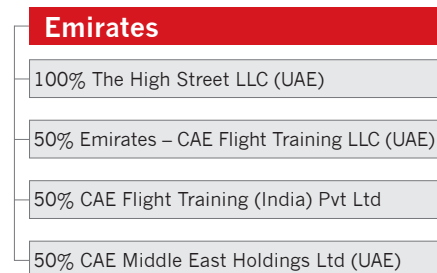 Emirates
100% The High Street LLC (UAE)
50% Emirates – CAE Flight Training LLC (UAE)
50% CAE Flight Training (India) Pvt Ltd
50% CAE Middle East Holdings Ltd (UAE)